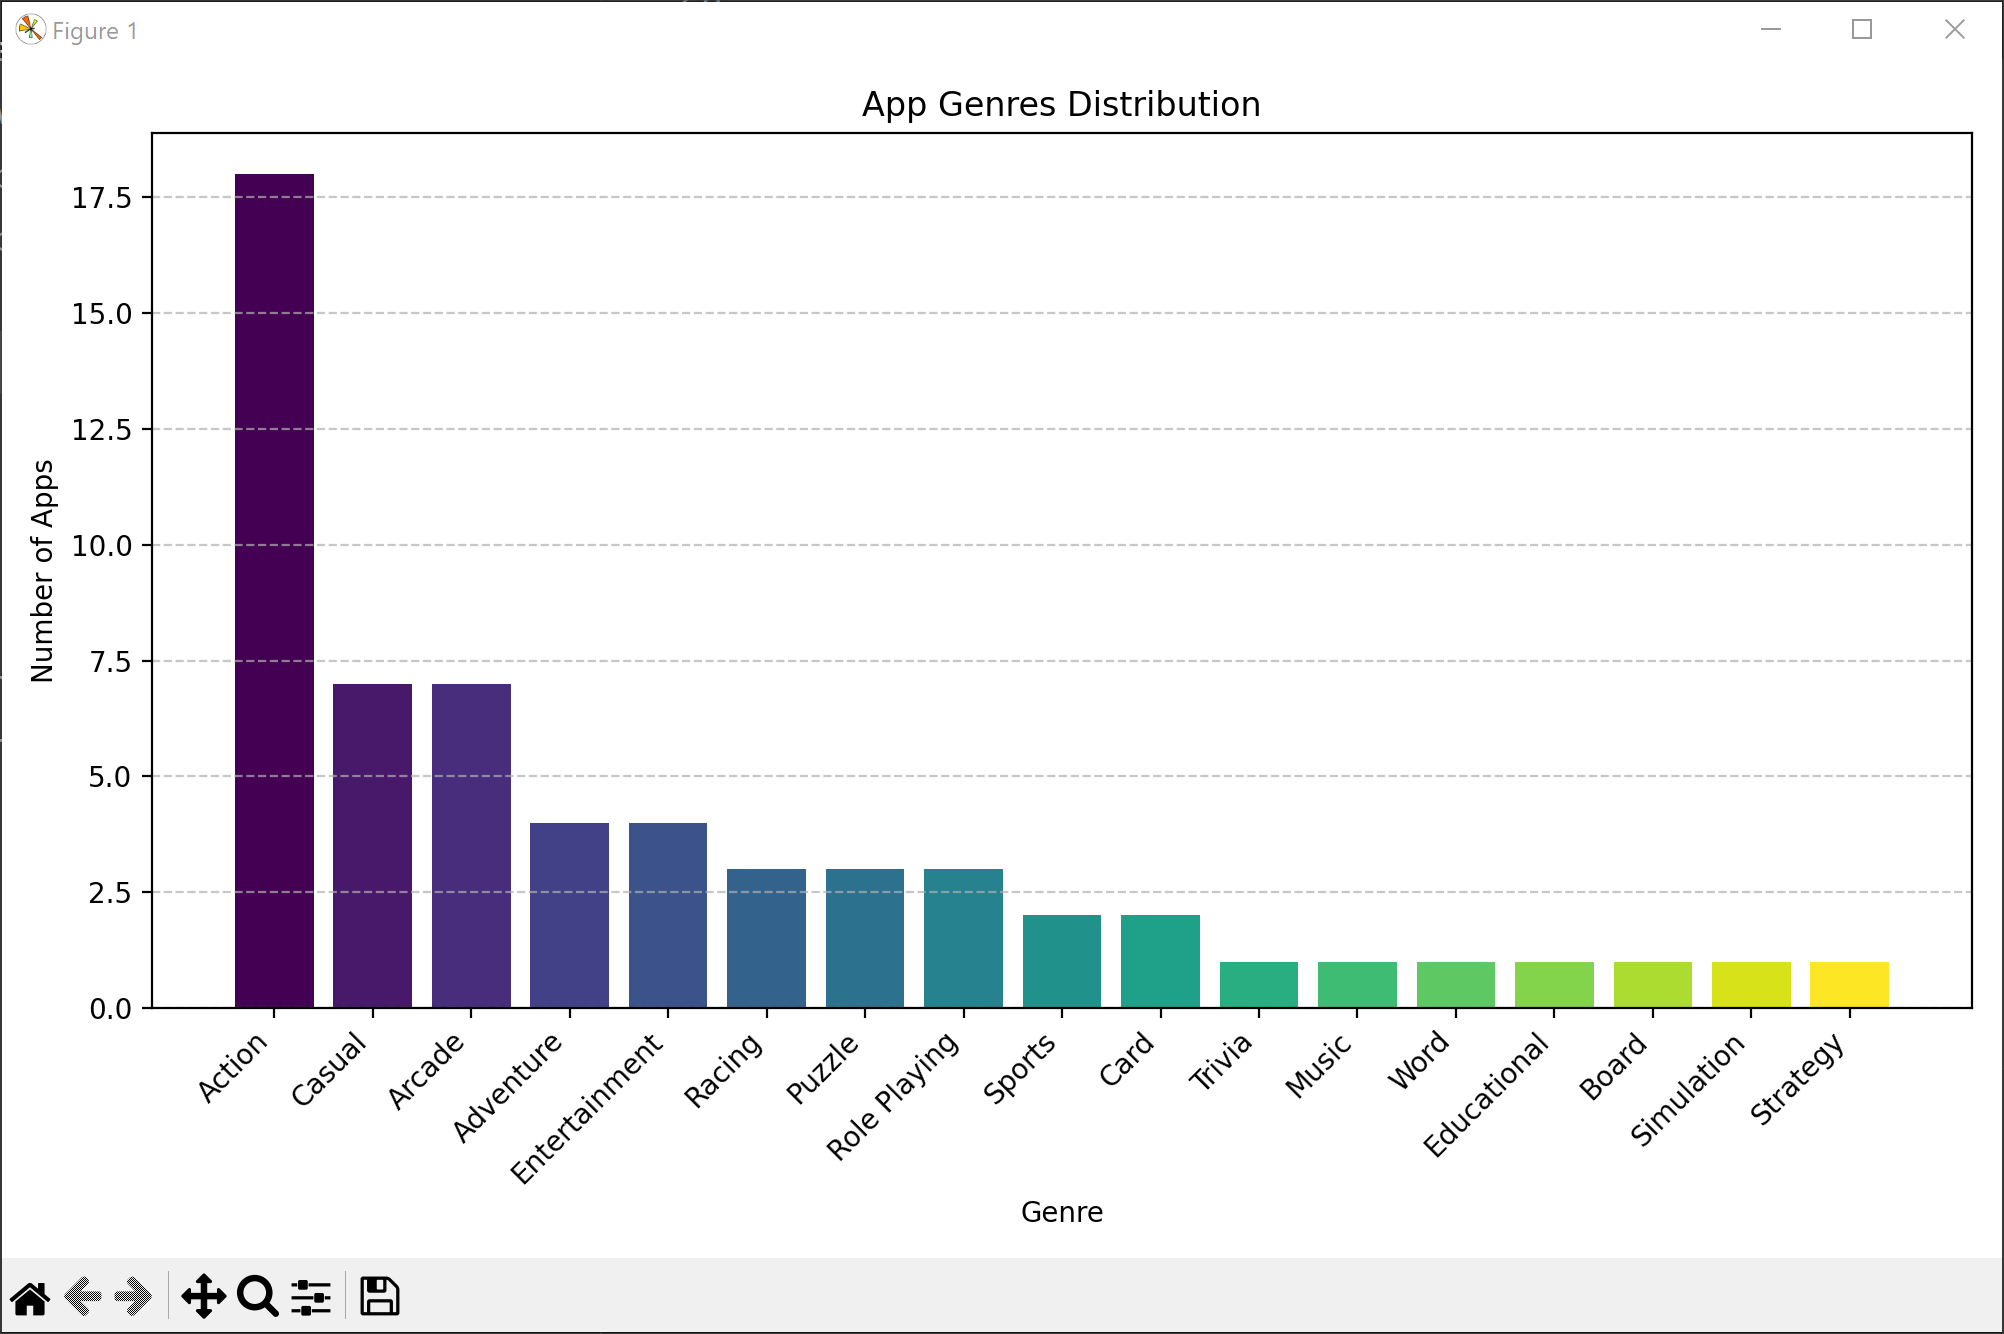 Figure 1
App Genres Distribution
17.5
15.0
12.5
10.0
7.5
5.0
2.5
0.0
Number of Apps
Action
Casual
Arcade
Adventure
Entertainment
Racing
Puzzle
Role Playing
Sports
Card
Trivia
Music
Word
Educational
Board
Simulation
Strategy
Genre